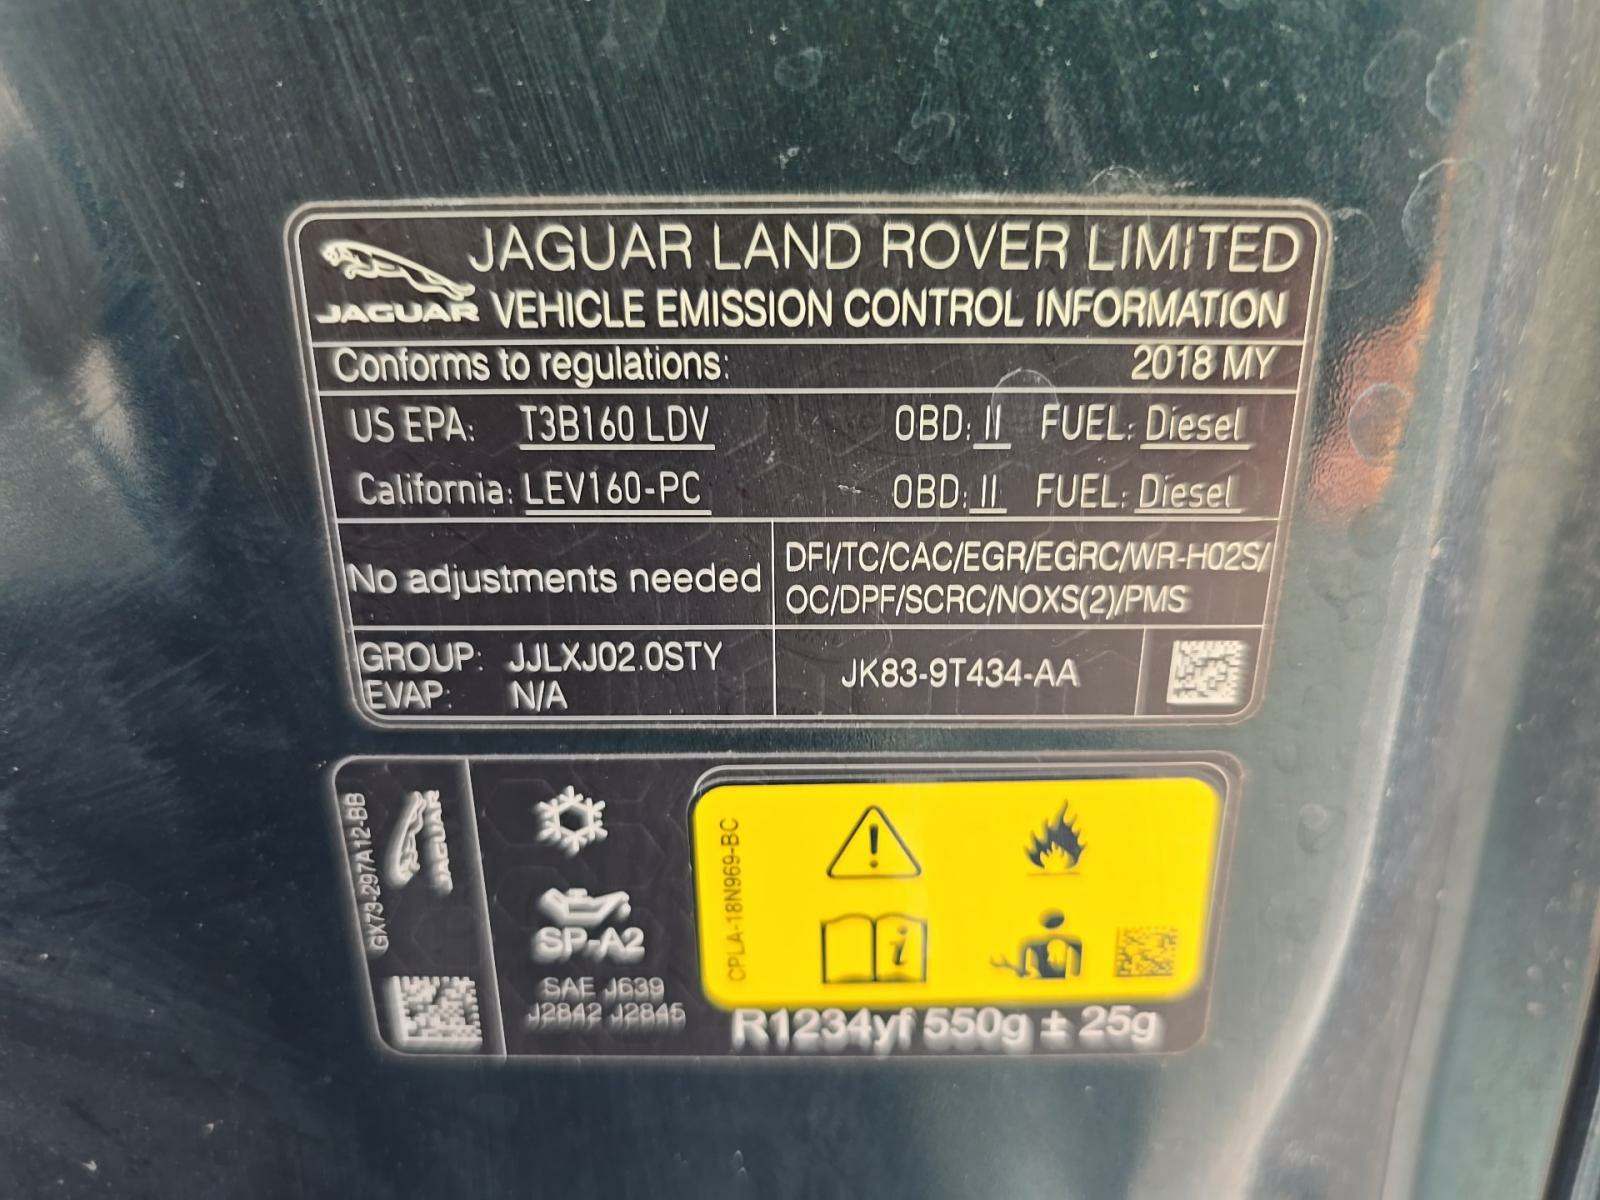 JAGUAR LAND ROVER LIMITED
JAGUAR VEHICLE EMISSION CONTROL INFORMATION
Conforms to regulations: 2018 MY
US EPA: T3B160 LDV OBD: II FUEL: Diesel
California: LEV160-PC OBD: II FUEL: Diesel
No adjustments needed
DFI/TC/CAC/EGR/EGRC/WR-HO2S/
OC/DPF/SCRC/NOXS(2)/PMS
GROUP: JJLXJ02.0STY
EVAP: N/A
JK83-9T434-AA
GX73-297A12-BB
JAGUAR
SP-A2
SAE J639
J2842 J2845
CPLA-18N969-BC
i
R1234yf 550g ± 25g